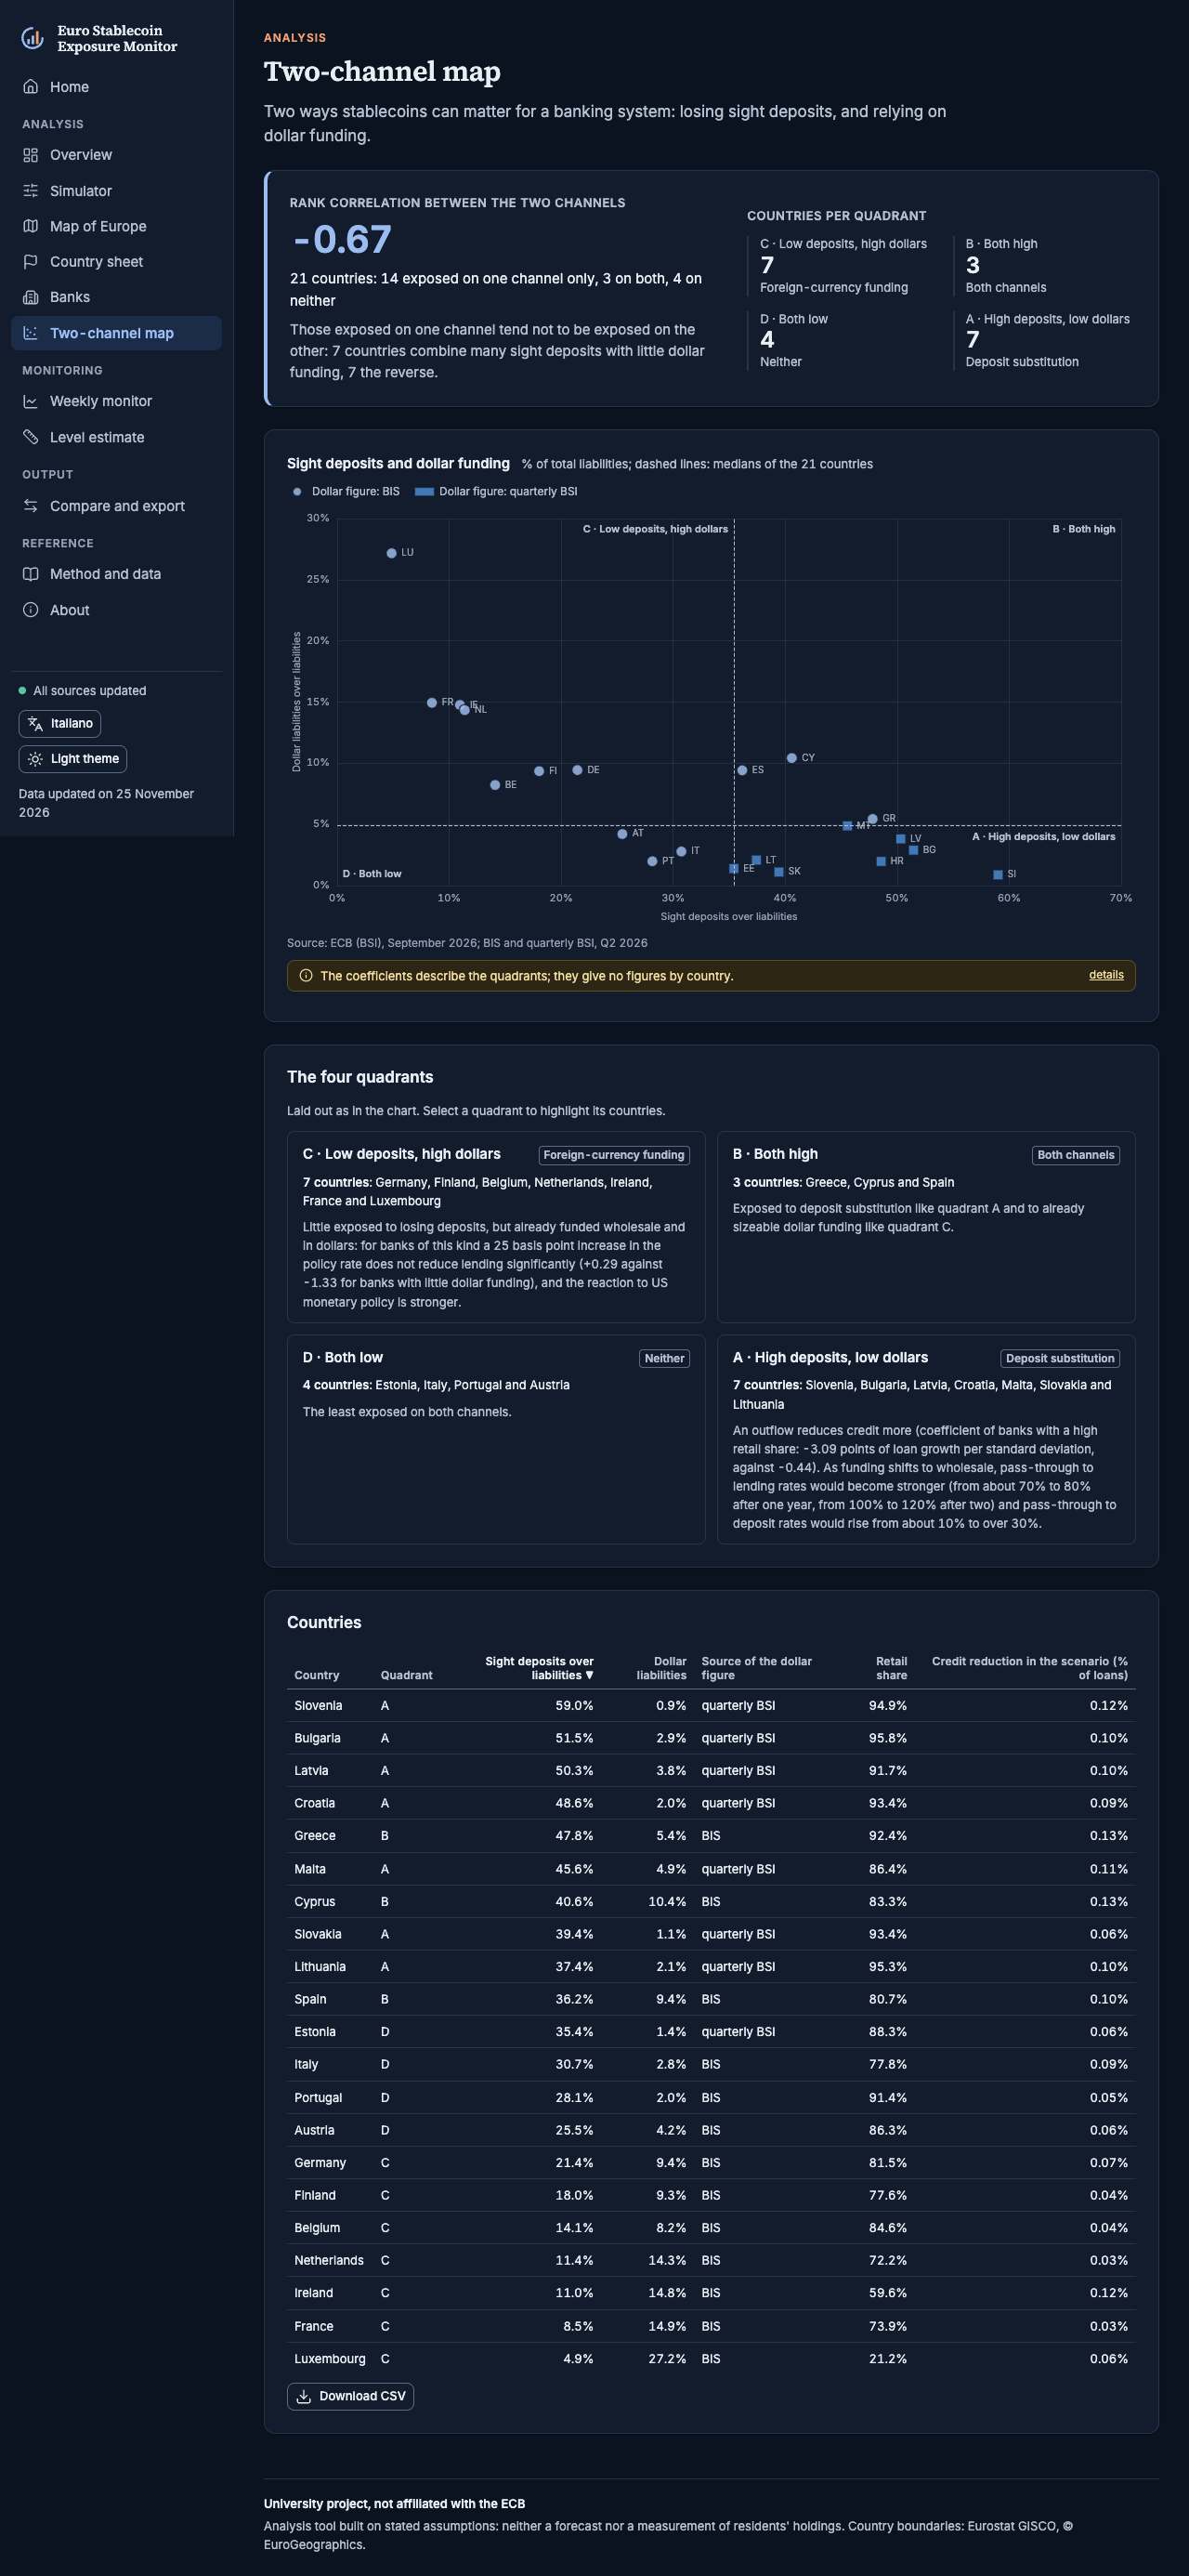 Euro Stablecoin
Exposure Monitor
Home
ANALYSIS
Overview
Simulator
Map of Europe
Country sheet
Banks
Two-channel map
MONITORING
Weekly monitor
Level estimate
OUTPUT
Compare and export
REFERENCE
Method and data
About
All sources updated
Italiano
Light theme
Data updated on 25 November
2026
ANALYSIS
Two-channel map
Two ways stablecoins can matter for a banking system: losing sight deposits, and relying on
dollar funding.
RANK CORRELATION BETWEEN THE TWO CHANNELS
-0.67
21 countries: 14 exposed on one channel only, 3 on both, 4 on
neither
Those exposed on one channel tend not to be exposed on the
other: 7 countries combine many sight deposits with little dollar
funding, 7 the reverse.
COUNTRIES PER QUADRANT
C · Low deposits, high dollars
7
Foreign-currency funding
B · Both high
3
Both channels
D · Both low
4
Neither
A · High deposits, low dollars
7
Deposit substitution
Sight deposits and dollar funding % of total liabilities; dashed lines: medians of the 21 countries
Dollar figure: BIS Dollar figure: quarterly BSI
30%
C · Low deposits, high dollars
B · Both high
LU
25%
20%
Dollar liabilities over liabilities
15%
FR
IE
NL
10%
CY
ES
DE
FI
BE
5%
GR
MT
A · High deposits, low dollars
AT
LV
BG
IT
PT
LT
HR
EE
SK
SI
D · Both low
0%
0% 10% 20% 30% 40% 50% 60% 70%
Sight deposits over liabilities
Source: ECB (BSI), September 2026; BIS and quarterly BSI, Q2 2026
The coefficients describe the quadrants; they give no figures by country. details
The four quadrants
Laid out as in the chart. Select a quadrant to highlight its countries.
C · Low deposits, high dollars Foreign-currency funding
7 countries: Germany, Finland, Belgium, Netherlands, Ireland,
France and Luxembourg
Little exposed to losing deposits, but already funded wholesale and
in dollars: for banks of this kind a 25 basis point increase in the
policy rate does not reduce lending significantly (+0.29 against
-1.33 for banks with little dollar funding), and the reaction to US
monetary policy is stronger.
B · Both high Both channels
3 countries: Greece, Cyprus and Spain
Exposed to deposit substitution like quadrant A and to already
sizeable dollar funding like quadrant C.
D · Both low Neither
4 countries: Estonia, Italy, Portugal and Austria
The least exposed on both channels.
A · High deposits, low dollars Deposit substitution
7 countries: Slovenia, Bulgaria, Latvia, Croatia, Malta, Slovakia and
Lithuania
An outflow reduces credit more (coefficient of banks with a high
retail share: -3.09 points of loan growth per standard deviation,
against -0.44). As funding shifts to wholesale, pass-through to
lending rates would become stronger (from about 70% to 80%
after one year, from 100% to 120% after two) and pass-through to
deposit rates would rise from about 10% to over 30%.
Countries
Country Quadrant Sight deposits over liabilities ▼ Dollar liabilities Source of the dollar figure Retail share Credit reduction in the scenario (% of loans)
Slovenia A 59.0% 0.9% quarterly BSI 94.9% 0.12%
Bulgaria A 51.5% 2.9% quarterly BSI 95.8% 0.10%
Latvia A 50.3% 3.8% quarterly BSI 91.7% 0.10%
Croatia A 48.6% 2.0% quarterly BSI 93.4% 0.09%
Greece B 47.8% 5.4% BIS 92.4% 0.13%
Malta A 45.6% 4.9% quarterly BSI 86.4% 0.11%
Cyprus B 40.6% 10.4% BIS 83.3% 0.13%
Slovakia A 39.4% 1.1% quarterly BSI 93.4% 0.06%
Lithuania A 37.4% 2.1% quarterly BSI 95.3% 0.10%
Spain B 36.2% 9.4% BIS 80.7% 0.10%
Estonia D 35.4% 1.4% quarterly BSI 88.3% 0.06%
Italy D 30.7% 2.8% BIS 77.8% 0.09%
Portugal D 28.1% 2.0% BIS 91.4% 0.05%
Austria D 25.5% 4.2% BIS 86.3% 0.06%
Germany C 21.4% 9.4% BIS 81.5% 0.07%
Finland C 18.0% 9.3% BIS 77.6% 0.04%
Belgium C 14.1% 8.2% BIS 84.6% 0.04%
Netherlands C 11.4% 14.3% BIS 72.2% 0.03%
Ireland C 11.0% 14.8% BIS 59.6% 0.12%
France C 8.5% 14.9% BIS 73.9% 0.03%
Luxembourg C 4.9% 27.2% BIS 21.2% 0.06%
Download CSV
University project, not affiliated with the ECB
Analysis tool built on stated assumptions: neither a forecast nor a measurement of residents' holdings. Country boundaries: Eurostat GISCO, ©
EuroGeographics.